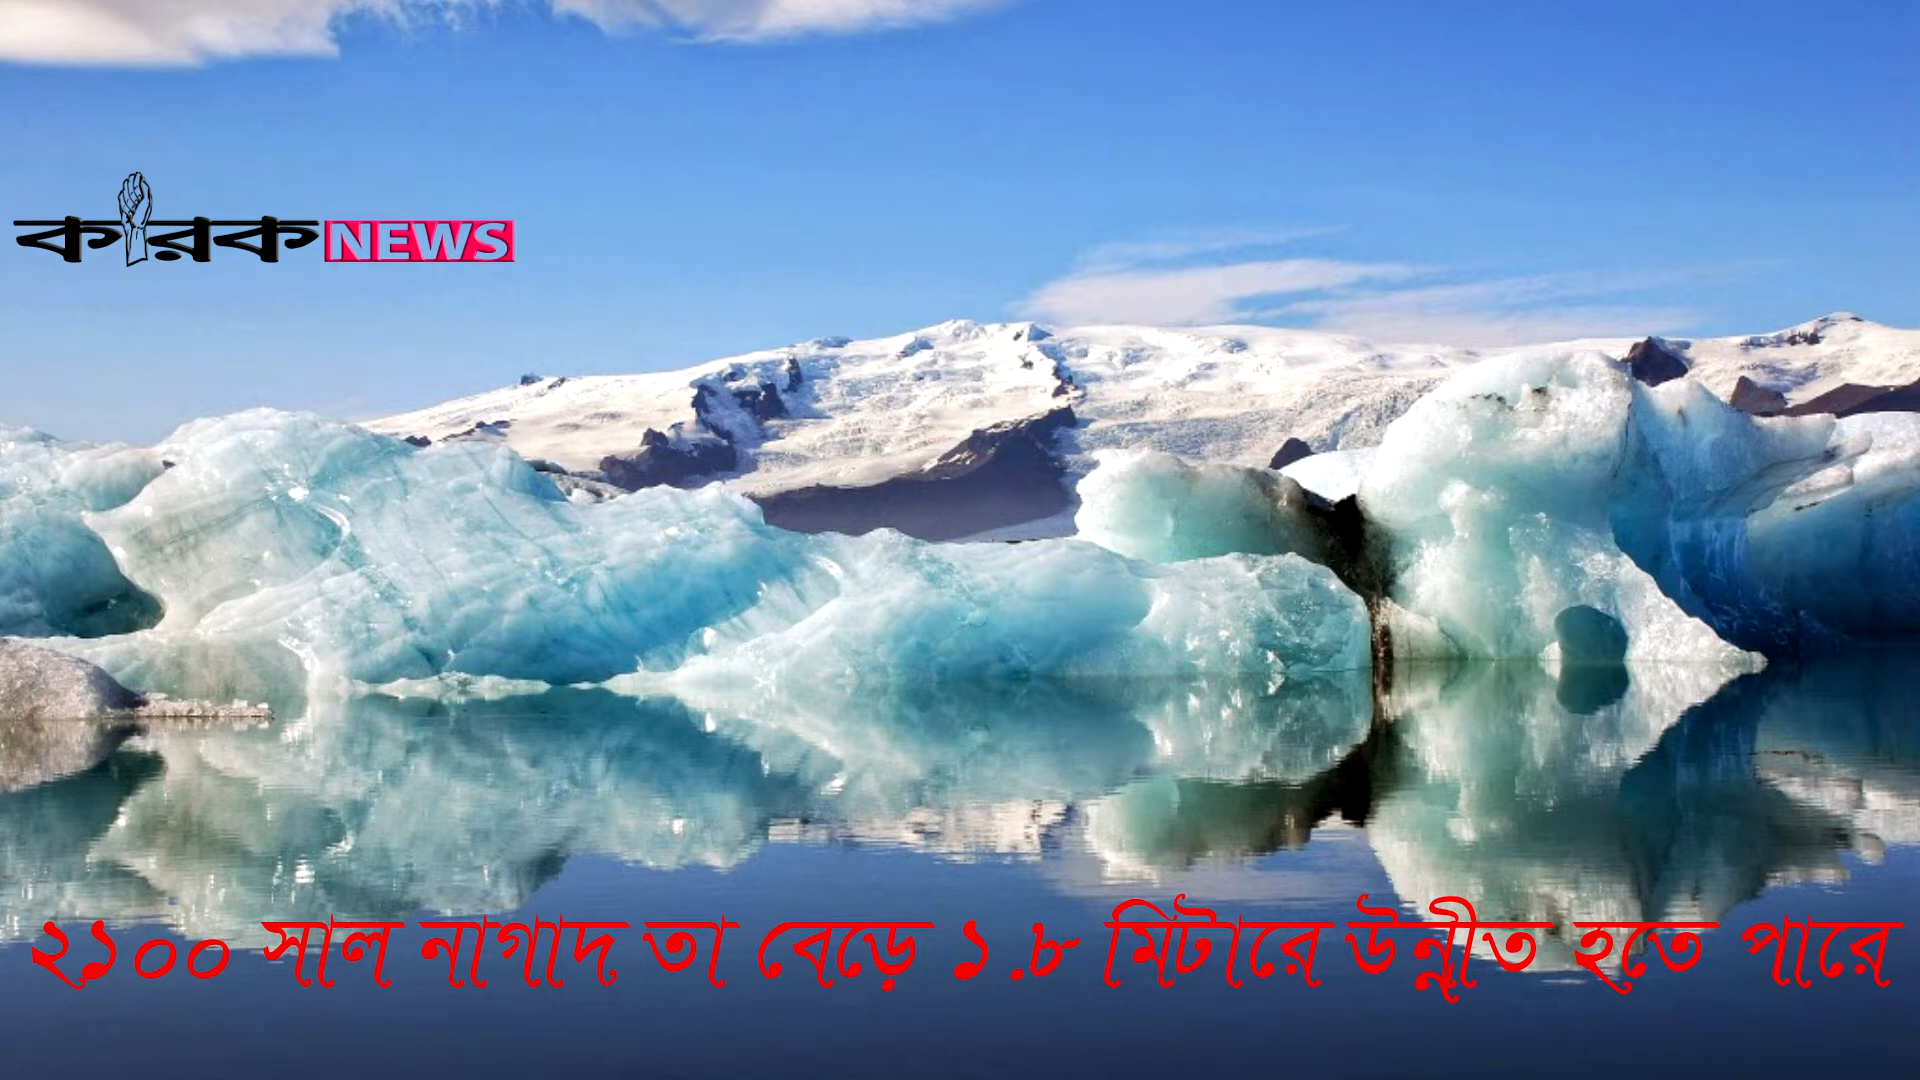 কারক NEWS
২১০০ সাল নাগাদ তা বেড়ে ১.৮ মিটারে উন্নীত হতে পারে